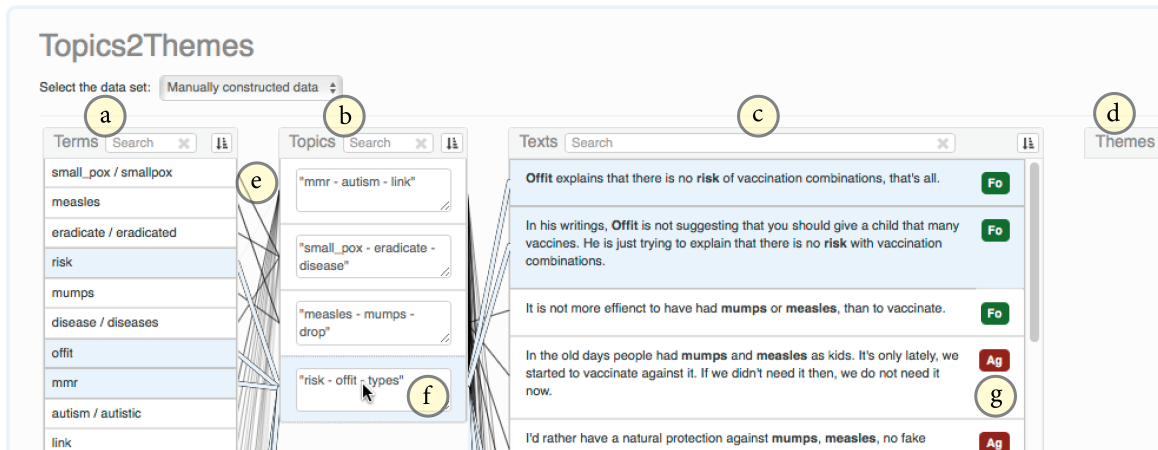 Topics2Themes
Select the data set: Manually constructed data
a
b
c
d
Terms Search
Topics Search
Texts Search
Themes
e
small_pox / smallpox
measles
eradicate / eradicated
risk
mumps
disease / diseases
offit
mmr
autism / autistic
link
"mmr - autism - link"
"small_pox - eradicate -
disease"
"measles - mumps -
drop"
"risk - offit - types"
f
Offit explains that there is no risk of vaccination combinations, that's all.
Fo
In his writings, Offit is not suggesting that you should give a child that many
vaccines. He is just trying to explain that there is no risk with vaccination
combinations.
Fo
It is not more effienct to have had mumps or measles, than to vaccinate.
Fo
In the old days people had mumps and measles as kids. It's only lately, we
started to vaccinate against it. If we didn't need it then, we do not need it
now.
Ag
g
I'd rather have a natural protection against mumps, measles, no fake
Ag